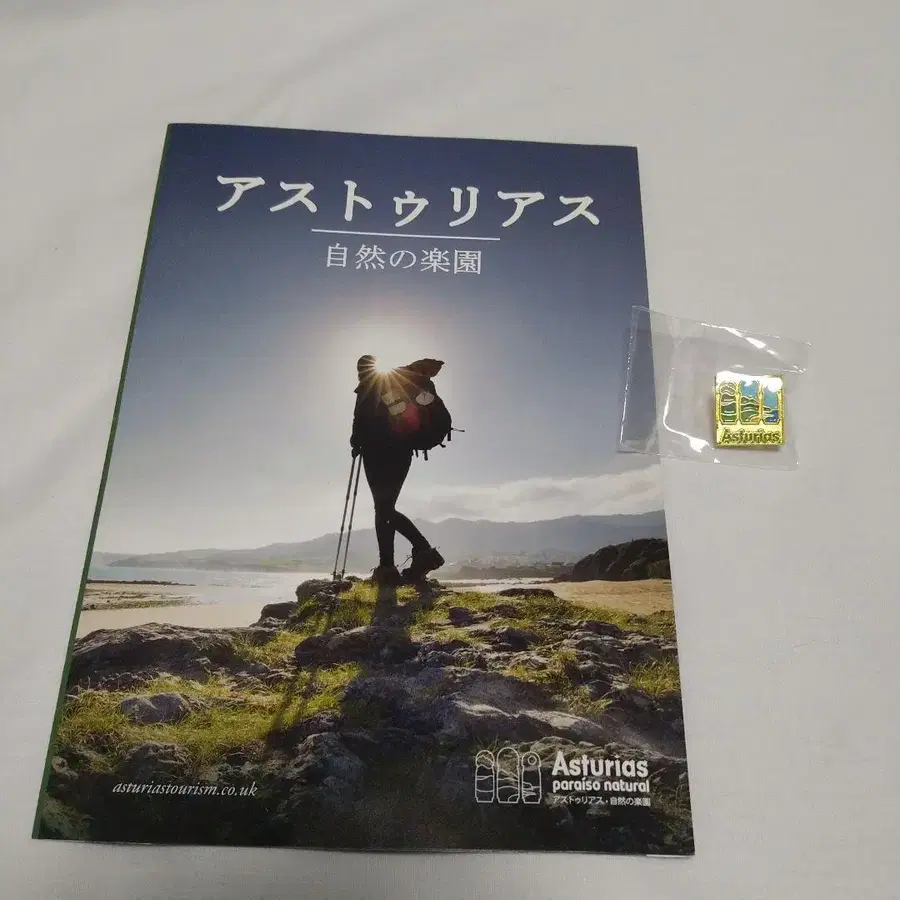 アストゥリアス
自然の楽園
Asturias
asturiastourism.co.uk
Asturias
paraíso natural
アストゥリアス・自然の楽園